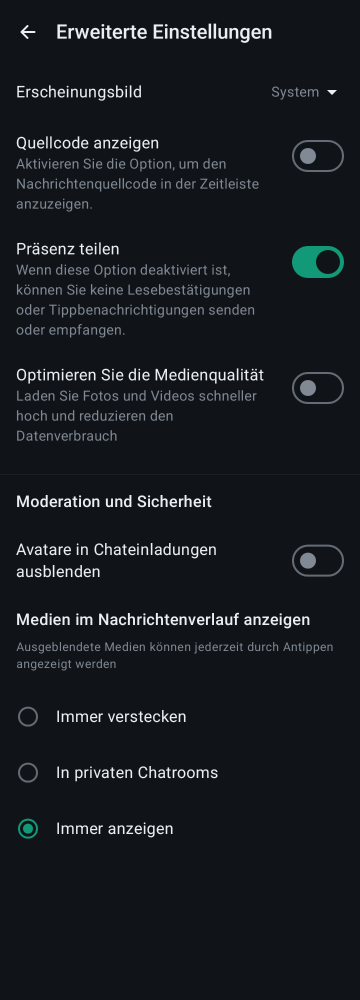 Erweiterte Einstellungen
Erscheinungsbild
System
Quellcode anzeigen
Aktivieren Sie die Option, um den
Nachrichtenquellcode in der Zeitleiste
anzuzeigen.
Präsenz teilen
Wenn diese Option deaktiviert ist,
können Sie keine Lesebestätigungen
oder Tippbenachrichtigungen senden
oder empfangen.
Optimieren Sie die Medienqualität
Laden Sie Fotos und Videos schneller
hoch und reduzieren den
Datenverbrauch
Moderation und Sicherheit
Avatare in Chateinladungen
ausblenden
Medien im Nachrichtenverlauf anzeigen
Ausgeblendete Medien können jederzeit durch Antippen
angezeigt werden
Immer verstecken
In privaten Chatrooms
Immer anzeigen